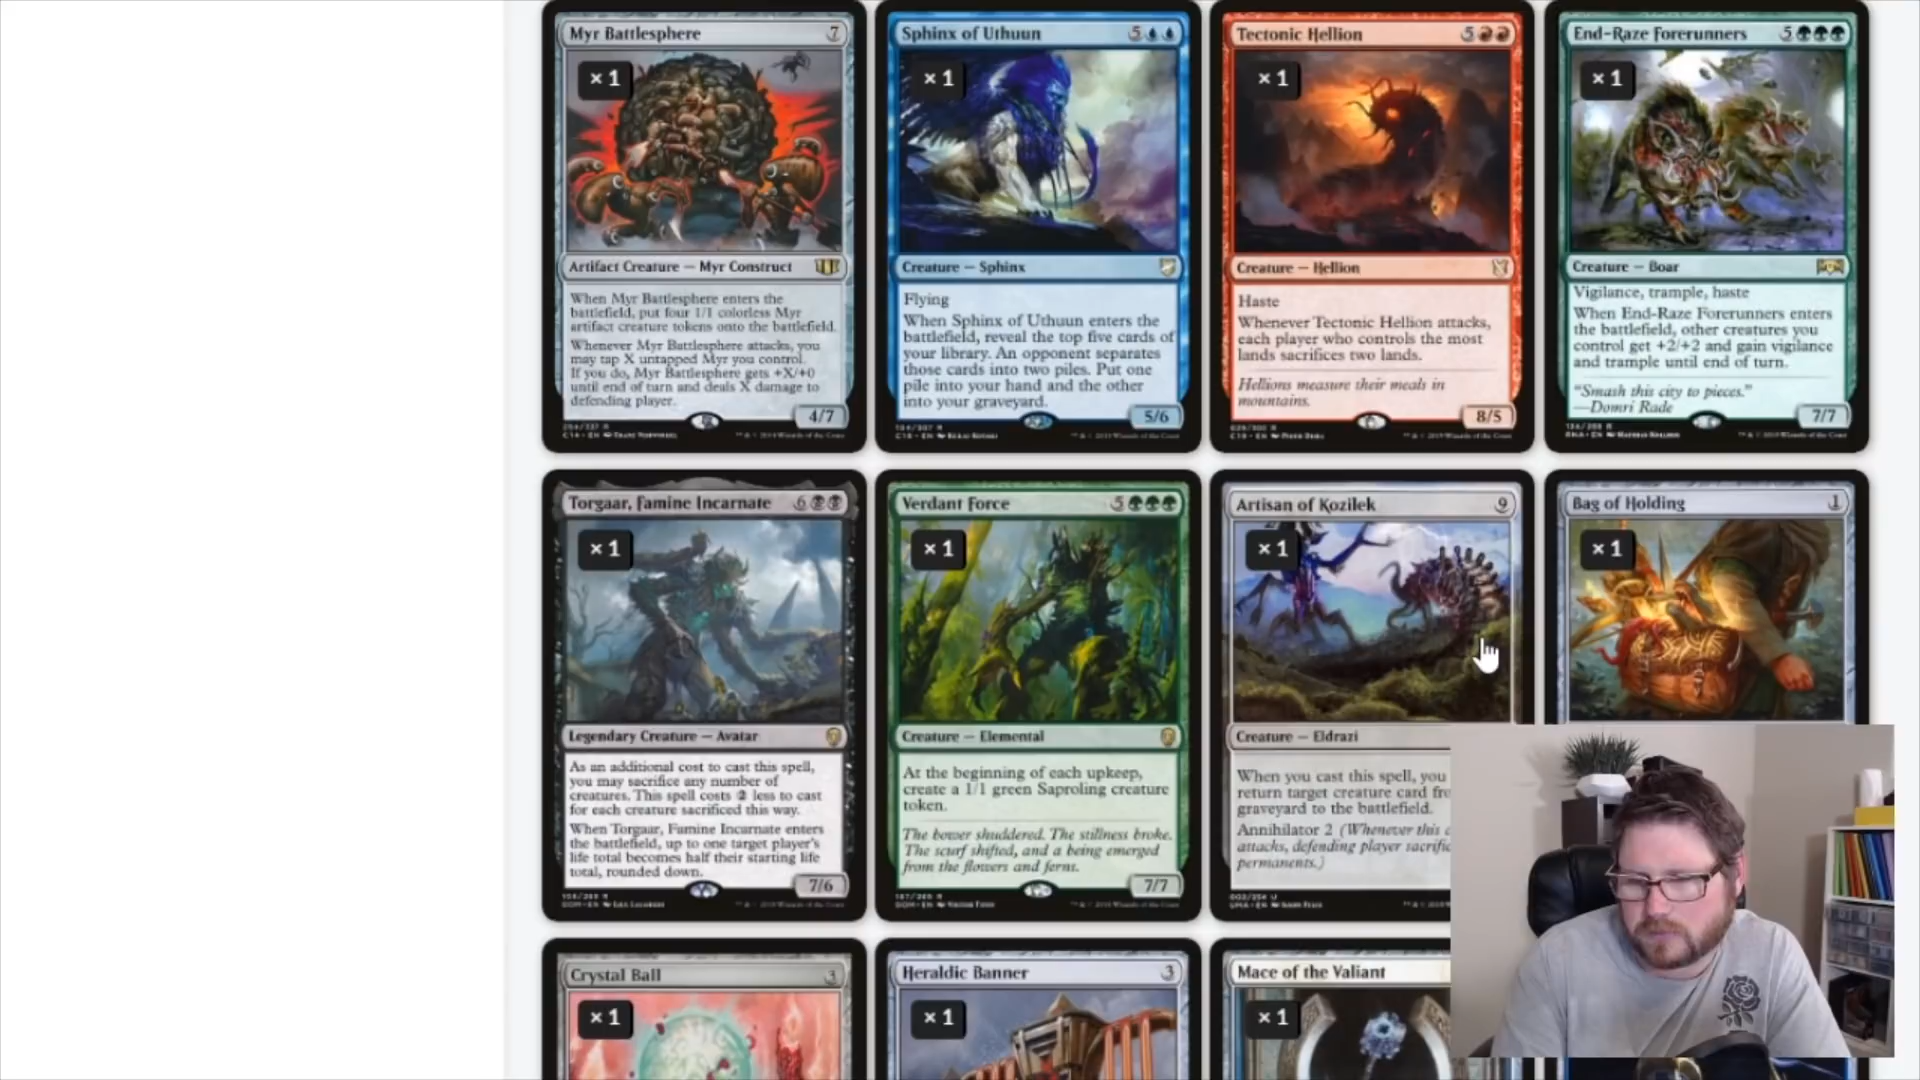 Myr Battlesphere 7
× 1
Artifact Creature — Myr Construct
When Myr Battlesphere enters the
battlefield, put four 1/1 colorless Myr
artifact creature tokens onto the battlefield.
Whenever Myr Battlesphere attacks, you
may tap X untapped Myr you control.
If you do, Myr Battlesphere gets +X/+0
until end of turn and deals X damage to
defending player.
4/7
Sphinx of Uthuun 5
× 1
Creature — Sphinx
Flying
When Sphinx of Uthuun enters the
battlefield, reveal the top five cards of
your library. An opponent separates
those cards into two piles. Put one
pile into your hand and the other
into your graveyard.
5/6
Tectonic Hellion 5
× 1
Creature — Hellion
Haste
Whenever Tectonic Hellion attacks,
each player who controls the most
lands sacrifices two lands.
Hellions measure their meals in
mountains.
8/5
End-Raze Forerunners 5
× 1
Creature — Boar
Vigilance, trample, haste
When End-Raze Forerunners enters
the battlefield, other creatures you
control get +2/+2 and gain vigilance
and trample until end of turn.
"Smash this city to pieces."
—Domri Rade
7/7
Torgaar, Famine Incarnate 6
× 1
Legendary Creature — Avatar
As an additional cost to cast this spell,
you may sacrifice any number of
creatures. This spell costs 2 less to cast
for each creature sacrificed this way.
When Torgaar, Famine Incarnate enters
the battlefield, up to one target player's
life total becomes half their starting life
total, rounded down.
7/6
Verdant Force 5
× 1
Creature — Elemental
At the beginning of each upkeep,
create a 1/1 green Saproling creature
token.
The bower shuddered. The stillness broke.
The scurf shifted, and a being emerged
from the flowers and ferns.
7/7
Artisan of Kozilek 9
× 1
Creature — Eldrazi
When you cast this spell, you
return target creature card
graveyard to the battlefield.
Annihilator 2 (Whenever this
attacks, defending player
permanents.)
Bag of Holding 1
× 1
Crystal Ball 3
× 1
Heraldic Banner 3
× 1
Mace of the Valiant
× 1